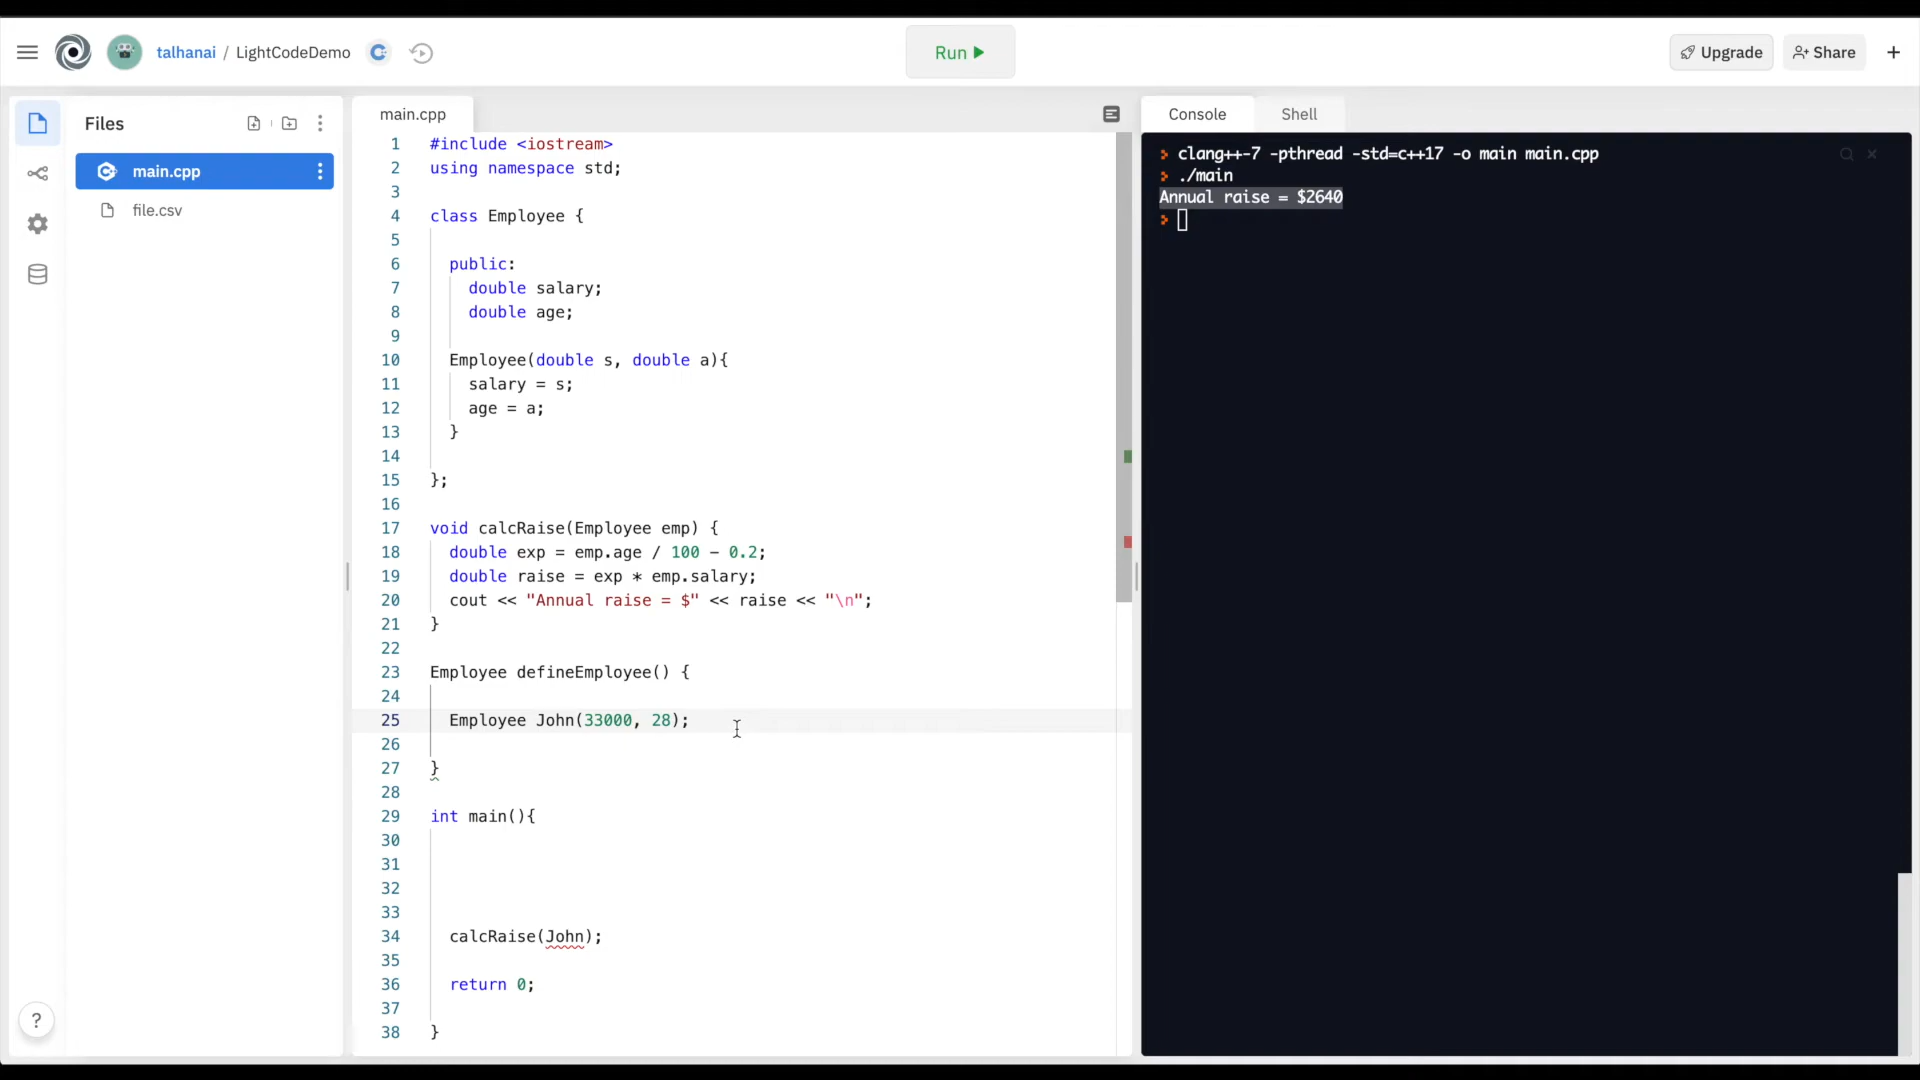 talhanai / LightCodeDemo
Run
Upgrade
Share
Files
main.cpp
file.csv
main.cpp
1 #include <iostream>
2 using namespace std;
3
4 class Employee {
5
6 public:
7 double salary;
8 double age;
9
10 Employee(double s, double a){
11 salary = s;
12 age = a;
13 }
14
15 };
16
17 void calcRaise(Employee emp) {
18 double exp = emp.age / 100 - 0.2;
19 double raise = exp * emp.salary;
20 cout << "Annual raise = $" << raise << "\n";
21 }
22
23 Employee defineEmployee() {
24
25 Employee John(33000, 28);
26
27 }
28
29 int main(){
30
31
32
33
34 calcRaise(John);
35
36 return 0;
37
38 }
Console
Shell
clang++-7 -pthread -std=c++17 -o main main.cpp
./main
Annual raise = $2640
?